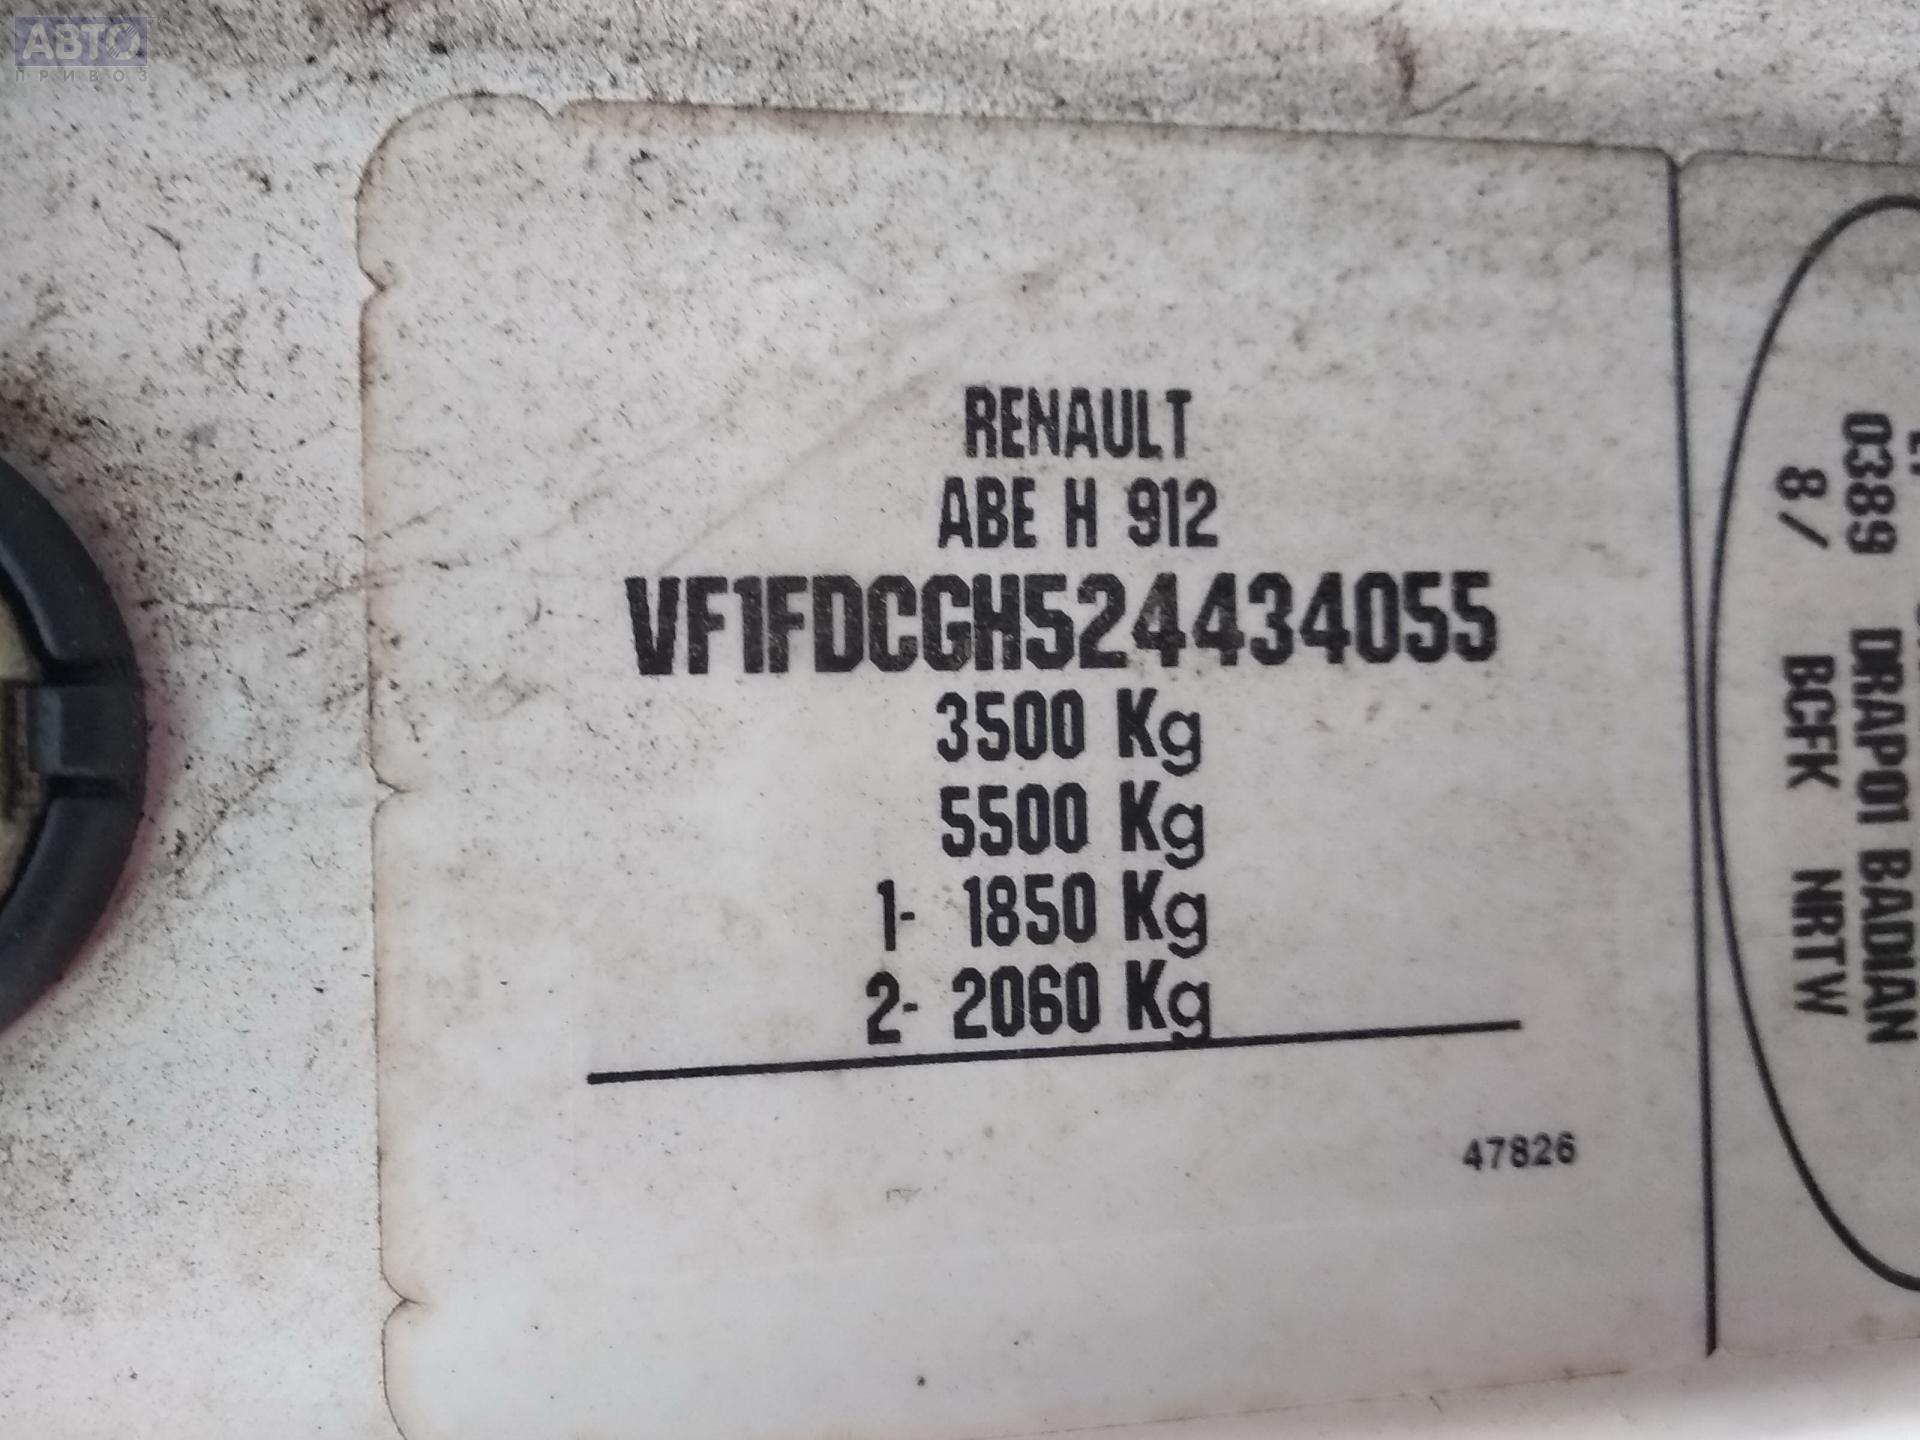 АВТО
ПРИВОЗ
RENAULT
ABE H 912
VF1FDCGH524434055
3500 Kg
5500 Kg
1- 1850 Kg
2- 2060 Kg
47826
0389 DRAP01 BADIAN
8/ BCFK NRTW